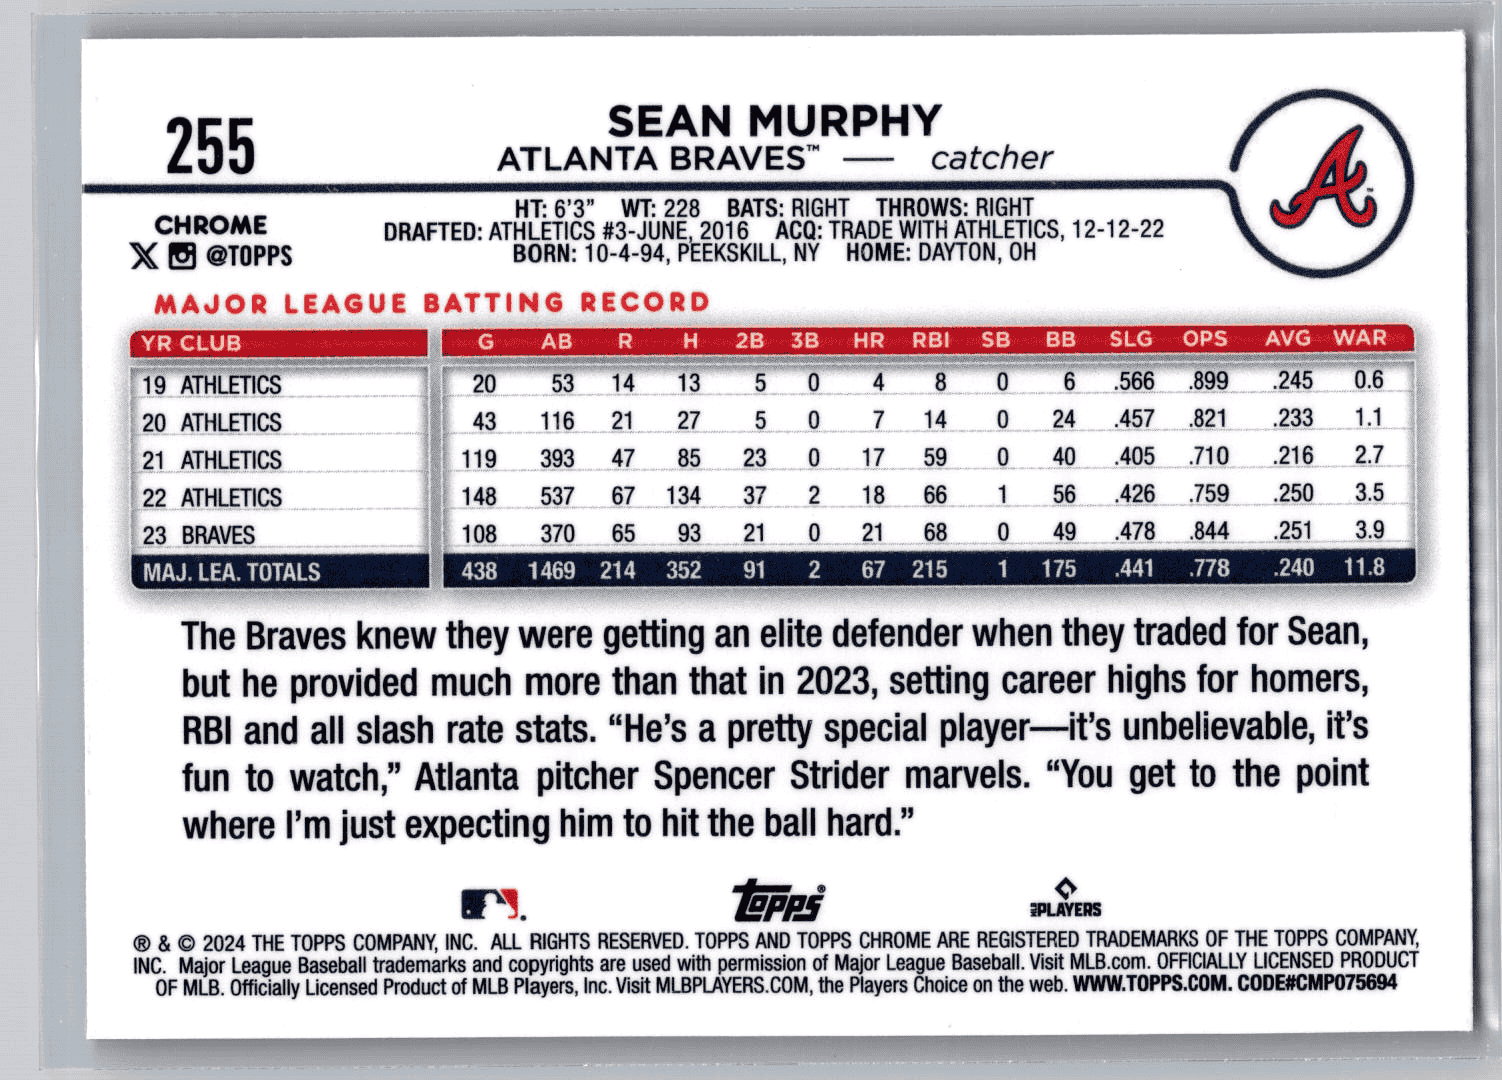 255
SEAN MURPHY
ATLANTA BRAVES™ — catcher
A™
CHROME
X @TOPPS
HT: 6'3" WT: 228 BATS: RIGHT THROWS: RIGHT
DRAFTED: ATHLETICS #3-JUNE, 2016 ACQ: TRADE WITH ATHLETICS, 12-12-22
BORN: 10-4-94, PEEKSKILL, NY HOME: DAYTON, OH
MAJOR LEAGUE BATTING RECORD
YR CLUB G AB R H 2B 3B HR RBI SB BB SLG OPS AVG WAR
19 ATHLETICS 20 53 14 13 5 0 4 8 0 6 .566 .899 .245 0.6
20 ATHLETICS 43 116 21 27 5 0 7 14 0 24 .457 .821 .233 1.1
21 ATHLETICS 119 393 47 85 23 0 17 59 0 40 .405 .710 .216 2.7
22 ATHLETICS 148 537 67 134 37 2 18 66 1 56 .426 .759 .250 3.5
23 BRAVES 108 370 65 93 21 0 21 68 0 49 .478 .844 .251 3.9
MAJ. LEA. TOTALS 438 1469 214 352 91 2 67 215 1 175 .441 .778 .240 11.8
The Braves knew they were getting an elite defender when they traded for Sean,
but he provided much more than that in 2023, setting career highs for homers,
RBI and all slash rate stats. “He’s a pretty special player—it’s unbelievable, it’s
fun to watch,” Atlanta pitcher Spencer Strider marvels. “You get to the point
where I’m just expecting him to hit the ball hard.”
Topps® MLB PLAYERS
® & © 2024 THE TOPPS COMPANY, INC. ALL RIGHTS RESERVED. TOPPS AND TOPPS CHROME ARE REGISTERED TRADEMARKS OF THE TOPPS COMPANY,
INC. Major League Baseball trademarks and copyrights are used with permission of Major League Baseball. Visit MLB.com. OFFICIALLY LICENSED PRODUCT
OF MLB. Officially Licensed Product of MLB Players, Inc. Visit MLBPLAYERS.COM, the Players Choice on the web. WWW.TOPPS.COM. CODE#CMP075694